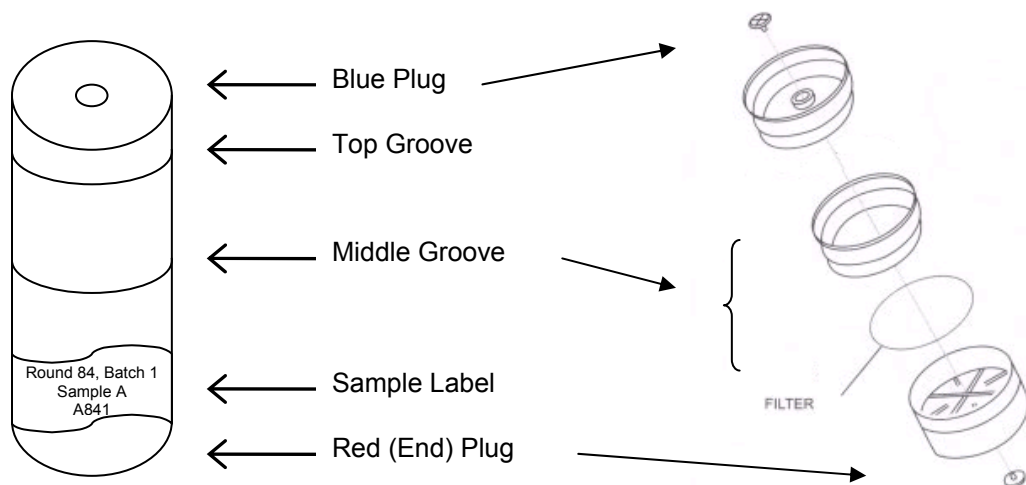 Blue Plug
Top Groove
Middle Groove
Round 84, Batch 1
Sample A
A841
Sample Label
FILTER
Red (End) Plug